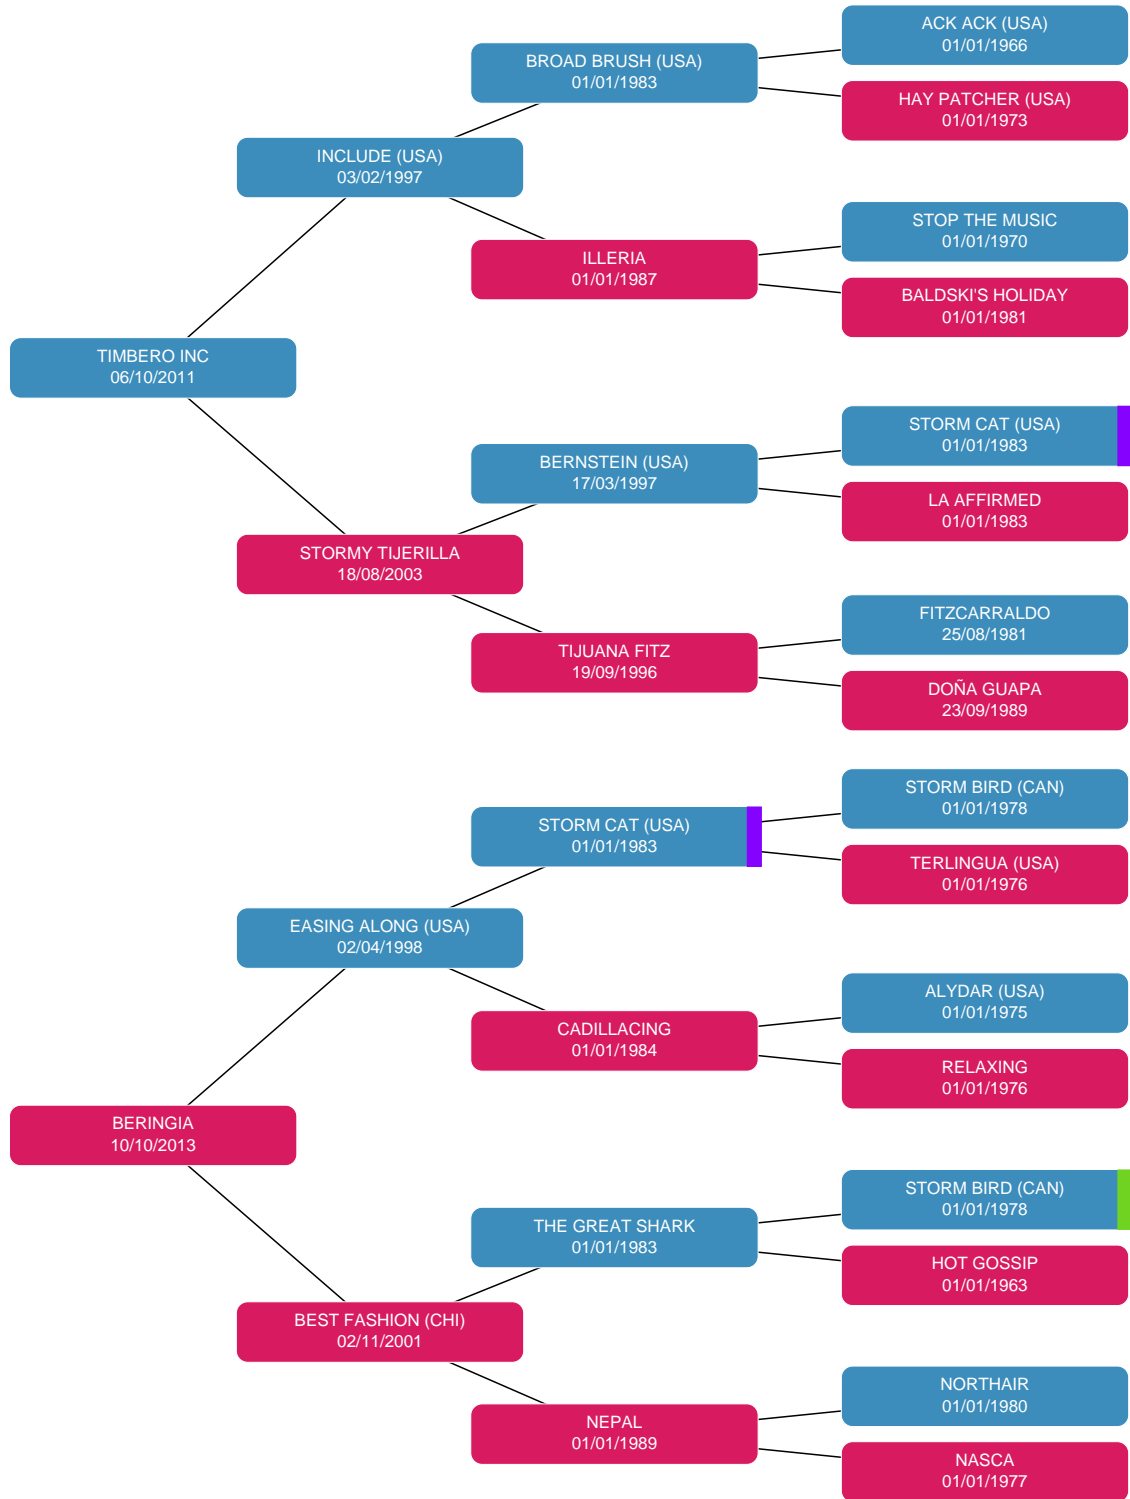 ACK ACK (USA)
01/01/1966
BROAD BRUSH (USA)
01/01/1983
HAY PATCHER (USA)
01/01/1973
INCLUDE (USA)
03/02/1997
STOP THE MUSIC
01/01/1970
ILLERIA
01/01/1987
BALDSKI'S HOLIDAY
01/01/1981
TIMBERO INC
06/10/2011
STORM CAT (USA)
01/01/1983
BERNSTEIN (USA)
17/03/1997
LA AFFIRMED
01/01/1983
STORMY TIJERILLA
18/08/2003
FITZCARRALDO
25/08/1981
TIJUANA FITZ
19/09/1996
DOÑA GUAPA
23/09/1989
STORM BIRD (CAN)
01/01/1978
STORM CAT (USA)
01/01/1983
TERLINGUA (USA)
01/01/1976
EASING ALONG (USA)
02/04/1998
ALYDAR (USA)
01/01/1975
CADILLACING
01/01/1984
RELAXING
01/01/1976
BERINGIA
10/10/2013
STORM BIRD (CAN)
01/01/1978
THE GREAT SHARK
01/01/1983
HOT GOSSIP
01/01/1963
BEST FASHION (CHI)
02/11/2001
NORTHAIR
01/01/1980
NEPAL
01/01/1989
NASCA
01/01/1977